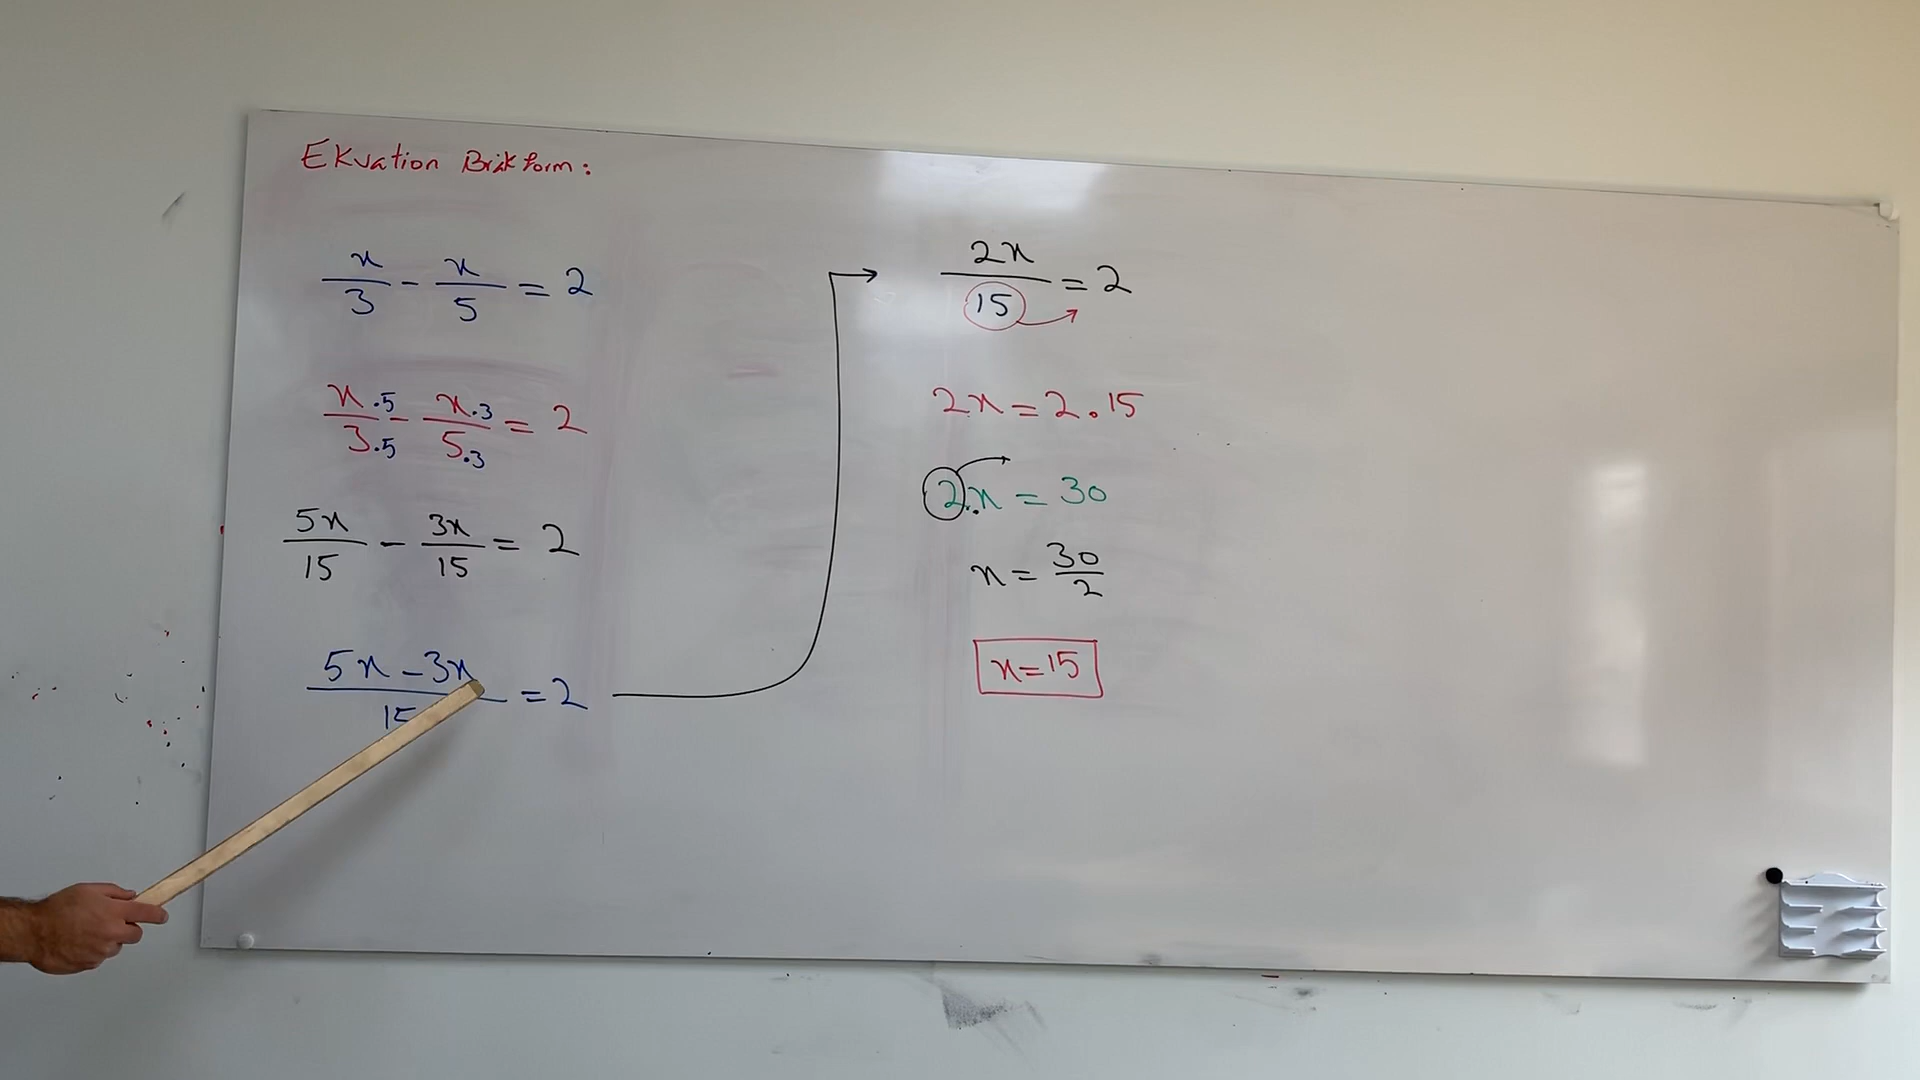 Ekvation Bråkform:
x/3 - x/5 = 2
x·5/3·5 - x·3/5·3 = 2
5x/15 - 3x/15 = 2
5x - 3x/15 = 2
2x/15 = 2
2x = 2·15
2·x = 30
x = 30/2
x = 15